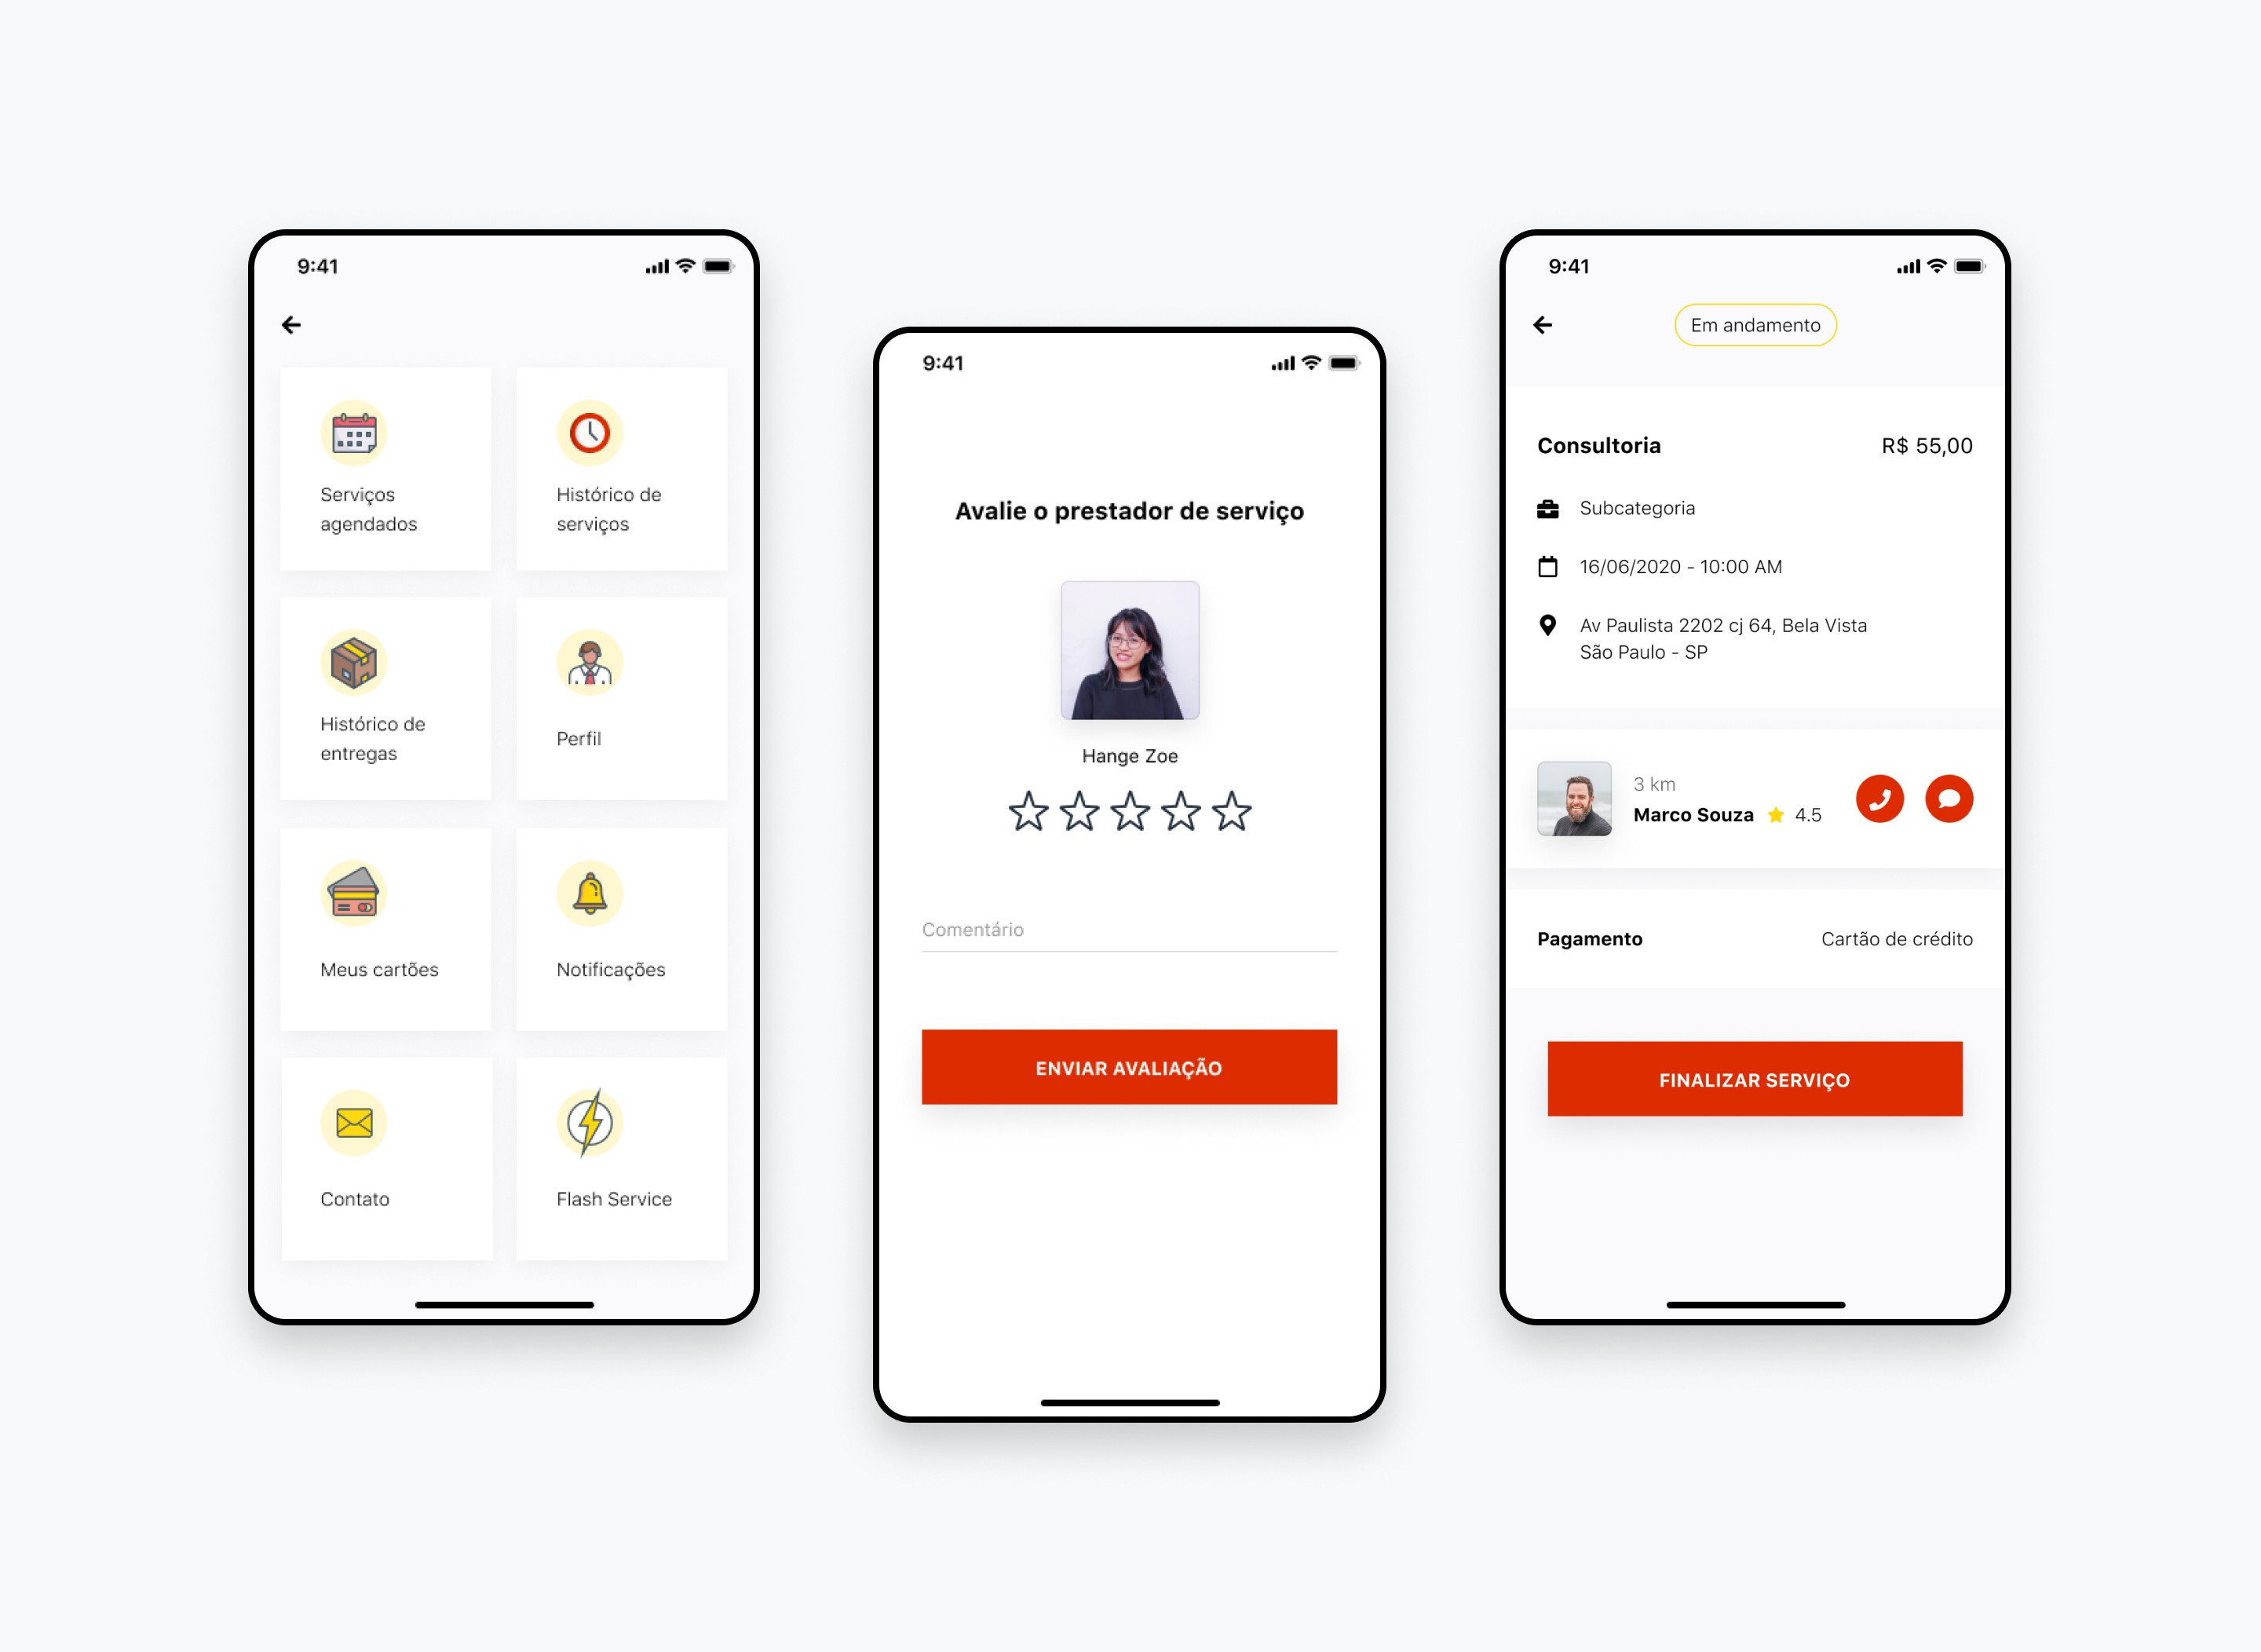 9:41
Serviços
agendados
Histórico de
serviços
Histórico de
entregas
Perfil
Meus cartões
Notificações
Contato
Flash Service
9:41
Avalie o prestador de serviço
Hange Zoe
Comentário
ENVIAR AVALIAÇÃO
9:41
Em andamento
Consultoria R$ 55,00
Subcategoria
16/06/2020 - 10:00 AM
Av Paulista 2202 cj 64, Bela Vista
São Paulo - SP
3 km
Marco Souza 4.5
Pagamento Cartão de crédito
FINALIZAR SERVIÇO